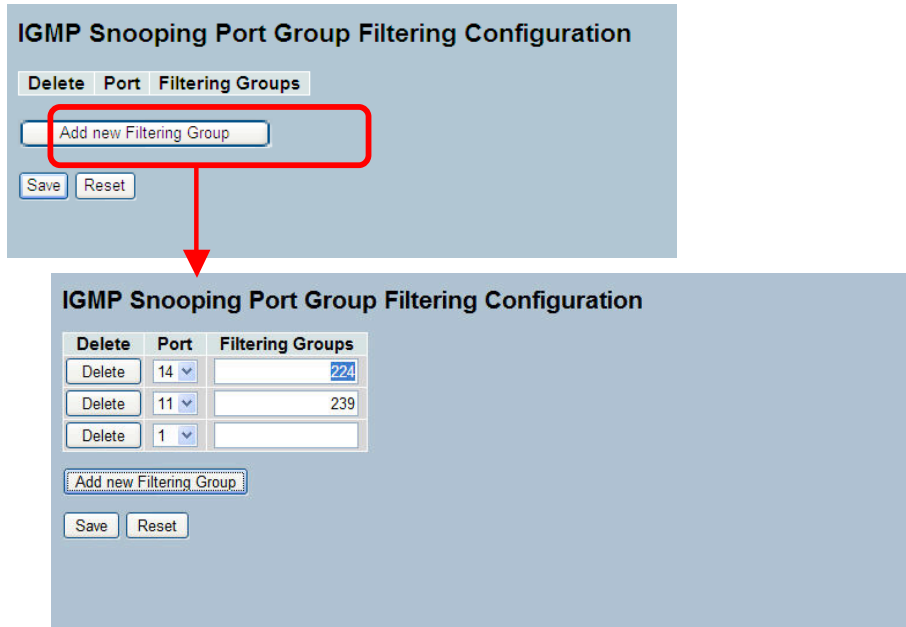 IGMP Snooping Port Group Filtering Configuration
Delete Port Filtering Groups
Add new Filtering Group
Save Reset
IGMP Snooping Port Group Filtering Configuration
Delete Port Filtering Groups
Delete 14 224
Delete 11 239
Delete 1
Add new Filtering Group
Save Reset